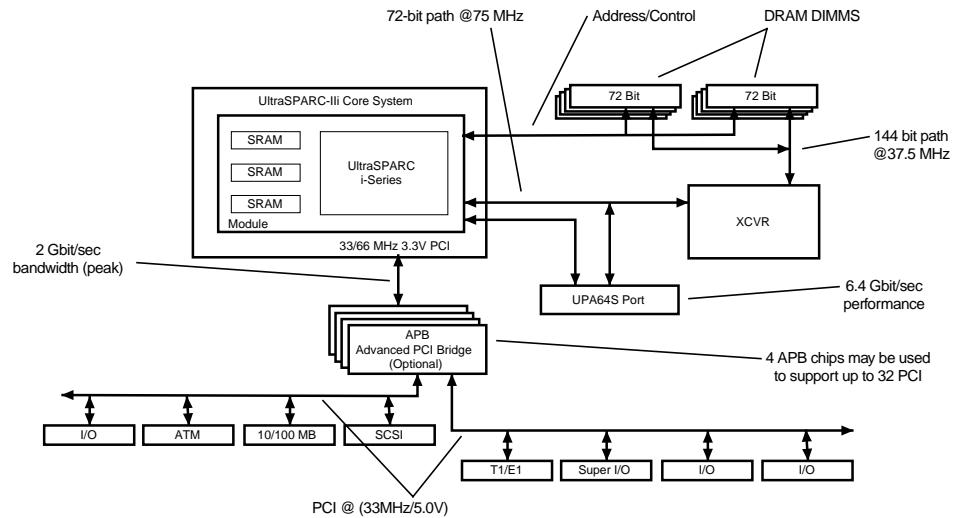 72-bit path @75 MHz
Address/Control
DRAM DIMMS
UltraSPARC-IIi Core System
72 Bit
72 Bit
SRAM
SRAM
SRAM
UltraSPARC
i-Series
Module
144 bit path
@37.5 MHz
XCVR
33/66 MHz 3.3V PCI
2 Gbit/sec
bandwidth (peak)
UPA64S Port
6.4 Gbit/sec
performance
APB
Advanced PCI Bridge
(Optional)
4 APB chips may be used
to support up to 32 PCI
I/O
ATM
10/100 MB
SCSI
T1/E1
Super I/O
I/O
I/O
PCI @ (33MHz/5.0V)